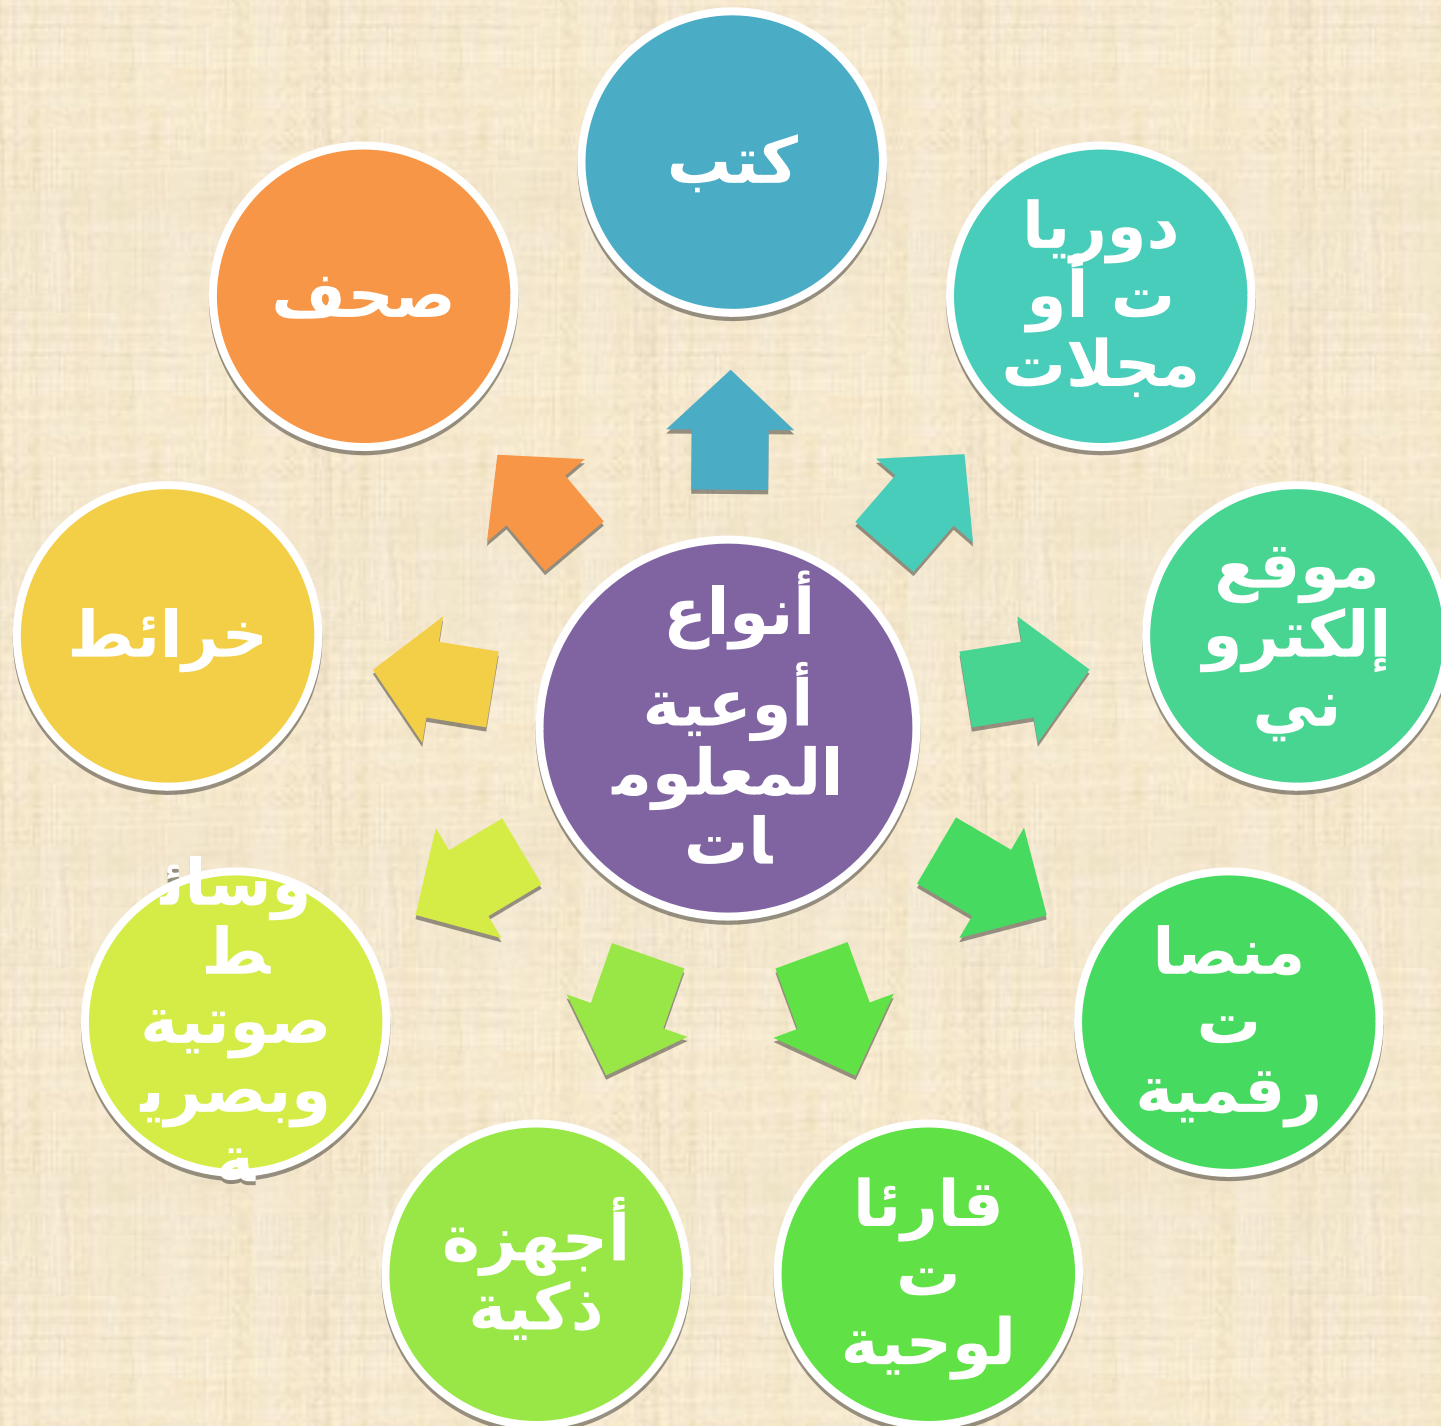 كتب
دوريا
ت أو
مجلات
موقع
إلكترو
ني
منصا
ت
رقمية
قارئا
ت
لوحية
أجهزة
ذكية
وسائ
ط
صوتية
وبصري
ة
خرائط
صحف
أنواع
أوعية
المعلوم
ات